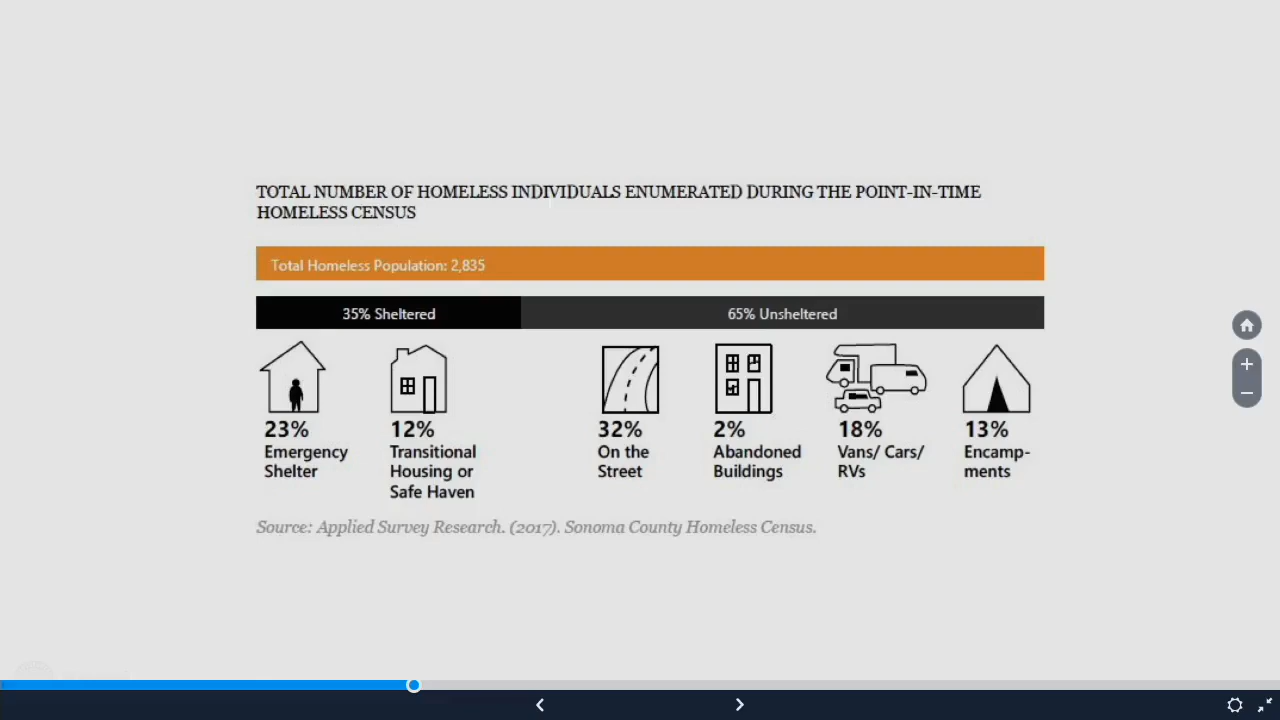 TOTAL NUMBER OF HOMELESS INDIVIDUALS ENUMERATED DURING THE POINT-IN-TIME
HOMELESS CENSUS
Total Homeless Population: 2,835
35% Sheltered
65% Unsheltered
23%
Emergency
Shelter
12%
Transitional
Housing or
Safe Haven
32%
On the
Street
2%
Abandoned
Buildings
18%
Vans/ Cars/
RVs
13%
Encamp-
ments
Source: Applied Survey Research. (2017). Sonoma County Homeless Census.